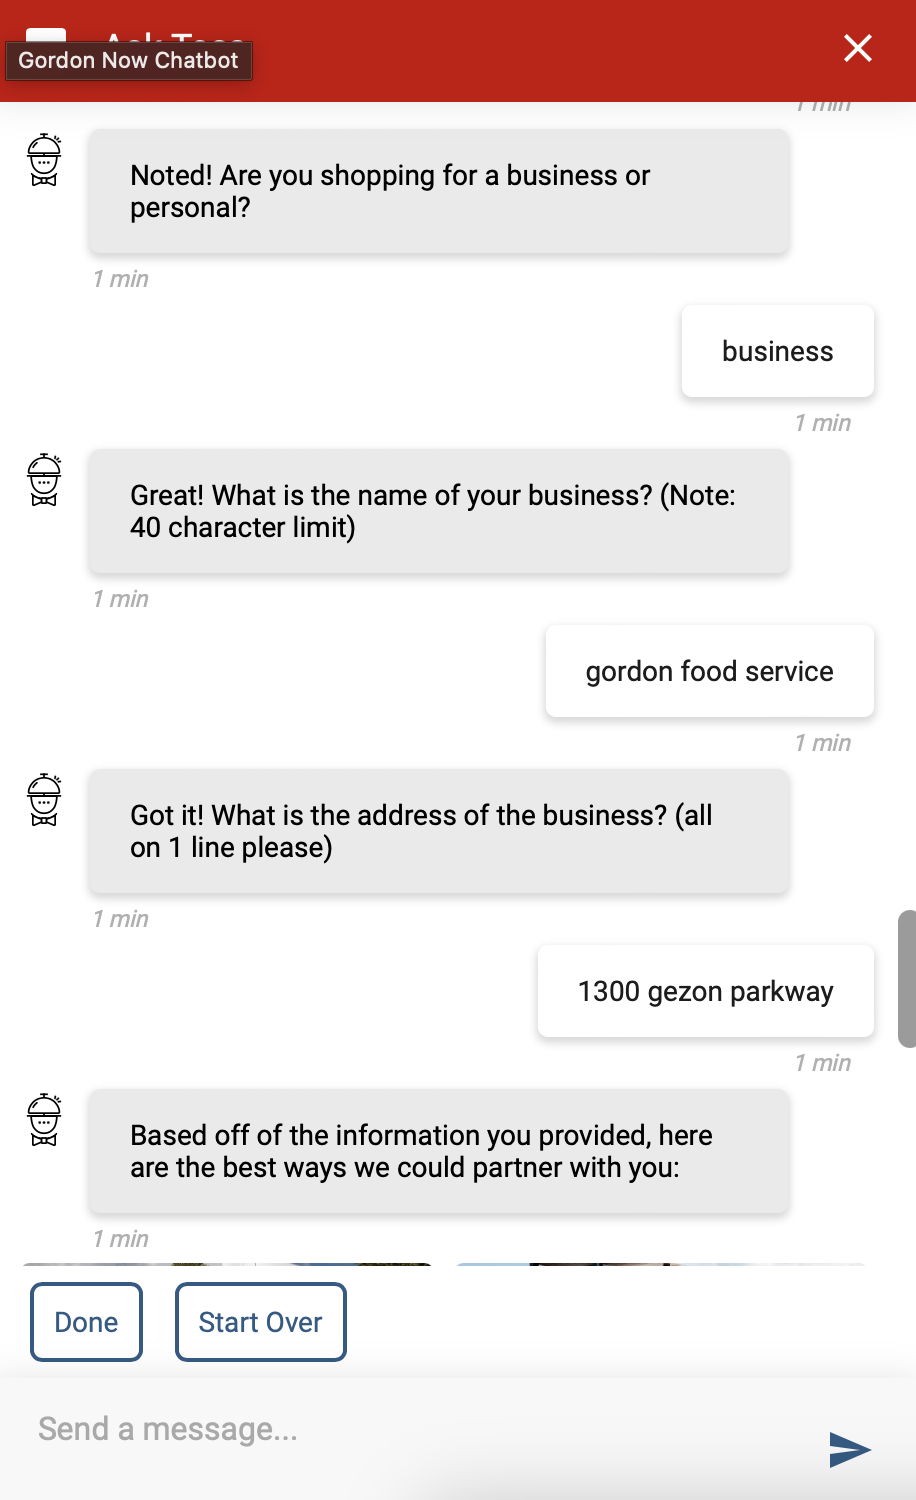 Gordon Now Chatbot
1 min
Noted! Are you shopping for a business or
personal?
1 min
business
1 min
Great! What is the name of your business? (Note:
40 character limit)
1 min
gordon food service
1 min
Got it! What is the address of the business? (all
on 1 line please)
1 min
1300 gezon parkway
1 min
Based off of the information you provided, here
are the best ways we could partner with you:
1 min
Done
Start Over
Send a message...